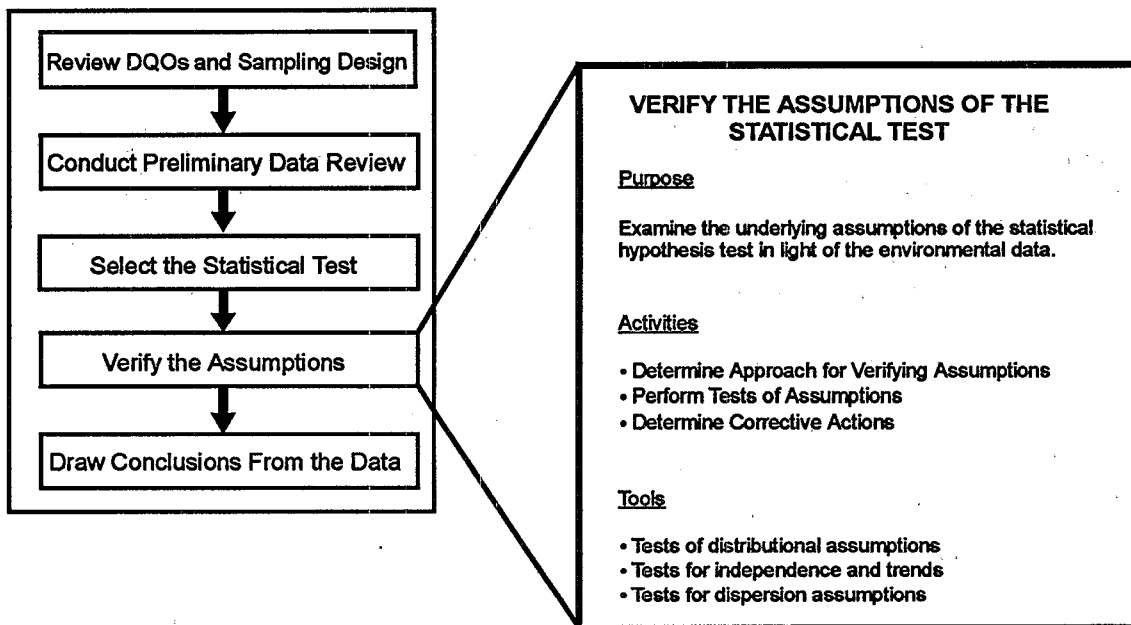 Review DQOs and Sampling Design
Conduct Preliminary Data Review
Select the Statistical Test
Verify the Assumptions
Draw Conclusions From the Data
VERIFY THE ASSUMPTIONS OF THE
STATISTICAL TEST
Purpose
Examine the underlying assumptions of the statistical
hypothesis test in light of the environmental data.
Activities
• Determine Approach for Verifying Assumptions
• Perform Tests of Assumptions
• Determine Corrective Actions
Tools
• Tests of distributional assumptions
• Tests for independence and trends
• Tests for dispersion assumptions